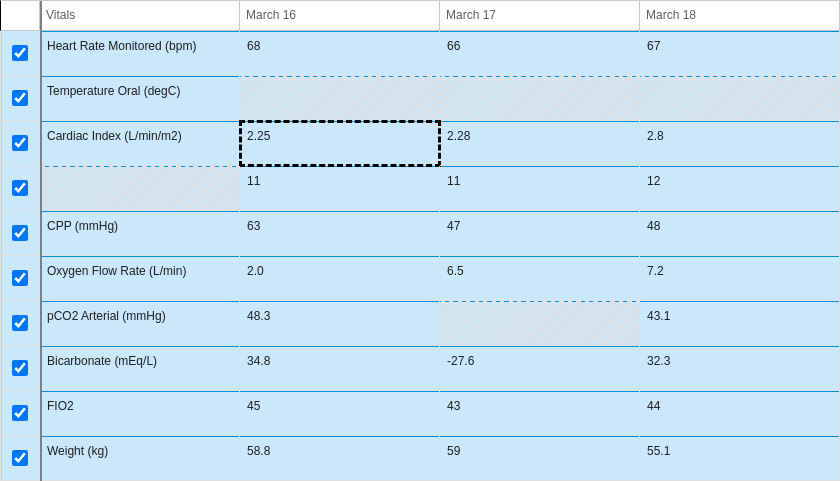 Vitals March 16 March 17 March 18
Heart Rate Monitored (bpm) 68 66 67
Temperature Oral (degC)
Cardiac Index (L/min/m2) 2.25 2.28 2.8
11 11 12
CPP (mmHg) 63 47 48
Oxygen Flow Rate (L/min) 2.0 6.5 7.2
pCO2 Arterial (mmHg) 48.3 43.1
Bicarbonate (mEq/L) 34.8 -27.6 32.3
FIO2 45 43 44
Weight (kg) 58.8 59 55.1